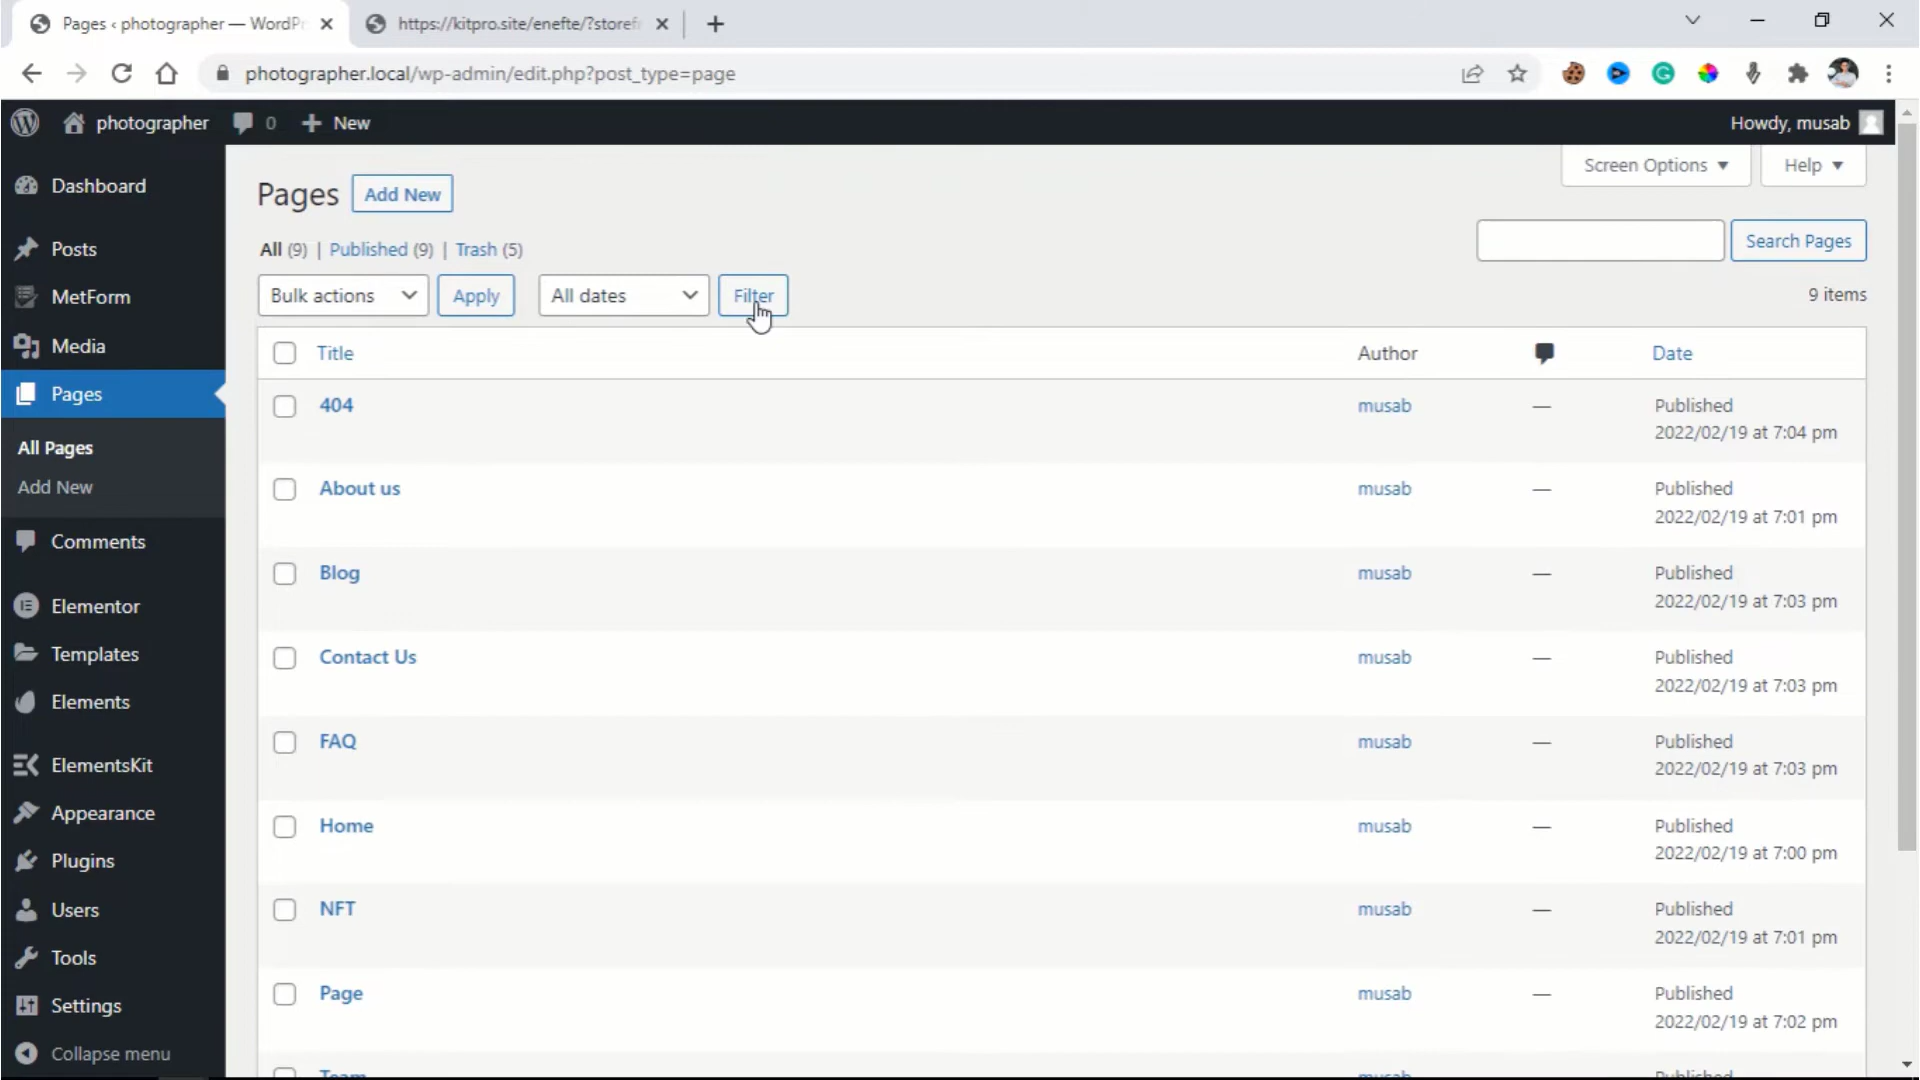 Pages ‹ photographer — WordPr
https://kitpro.site/enefte/?storef
photographer.local/wp-admin/edit.php?post_type=page
photographer
0
New
Howdy, musab
Screen Options
Help
Dashboard
Posts
MetForm
Media
Pages
All Pages
Add New
Comments
Elementor
Templates
Elements
ElementsKit
Appearance
Plugins
Users
Tools
Settings
Collapse menu
Pages
Add New
All (9) | Published (9) | Trash (5)
Search Pages
Bulk actions
Apply
All dates
Filter
9 items
Title Author Date
404 musab — Published
2022/02/19 at 7:04 pm
About us musab — Published
2022/02/19 at 7:01 pm
Blog musab — Published
2022/02/19 at 7:03 pm
Contact Us musab — Published
2022/02/19 at 7:03 pm
FAQ musab — Published
2022/02/19 at 7:03 pm
Home musab — Published
2022/02/19 at 7:00 pm
NFT musab — Published
2022/02/19 at 7:01 pm
Page musab — Published
2022/02/19 at 7:02 pm
Team musab Published